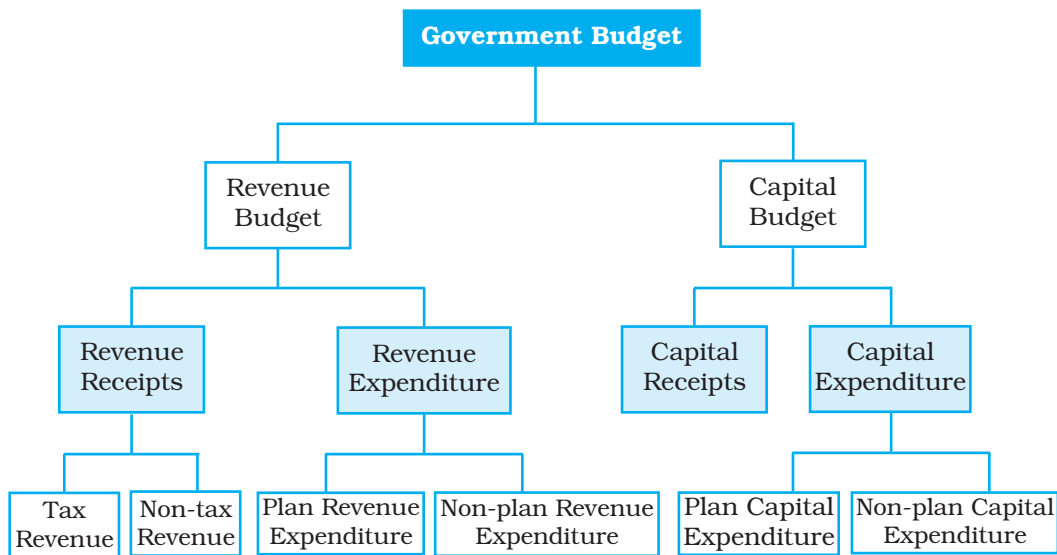 Government Budget
Revenue
Budget
Capital
Budget
Revenue
Receipts
Revenue
Expenditure
Capital
Receipts
Capital
Expenditure
Tax
Revenue
Non-tax
Revenue
Plan Revenue
Expenditure
Non-plan Revenue
Expenditure
Plan Capital
Expenditure
Non-plan Capital
Expenditure